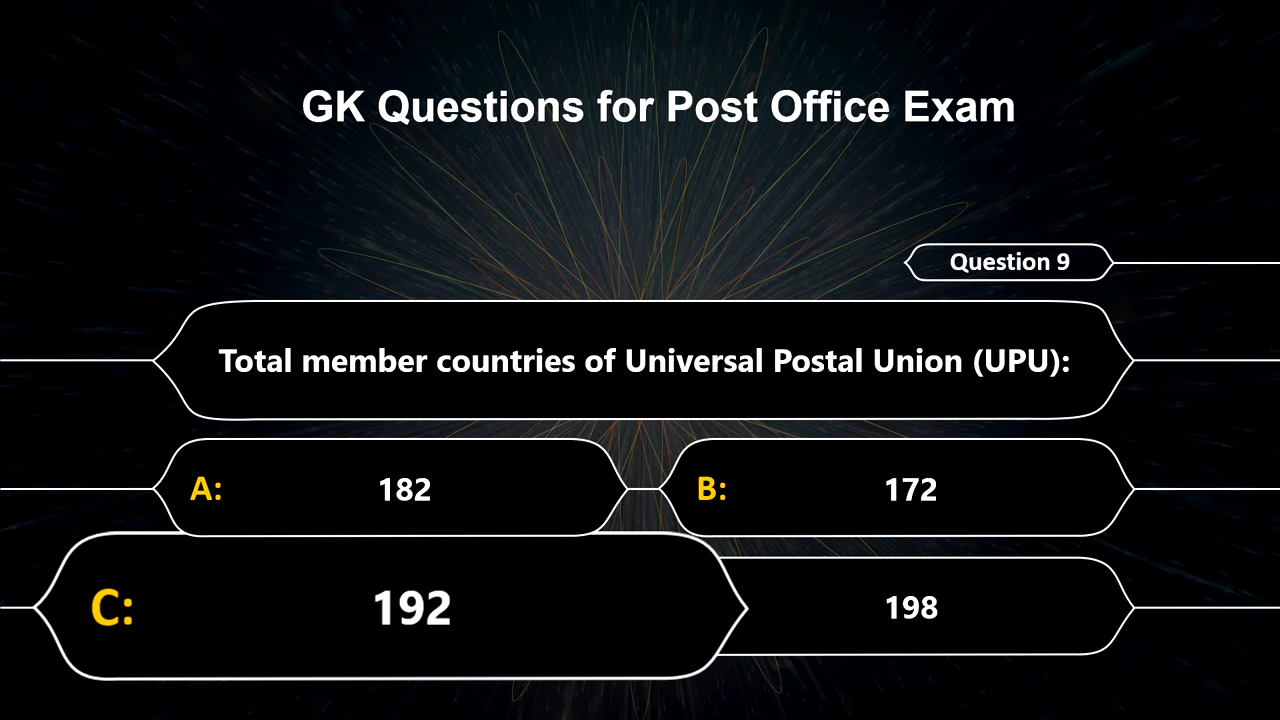 GK Questions for Post Office Exam
Question 9
Total member countries of Universal Postal Union (UPU):
A: 182
B: 172
C: 192
198